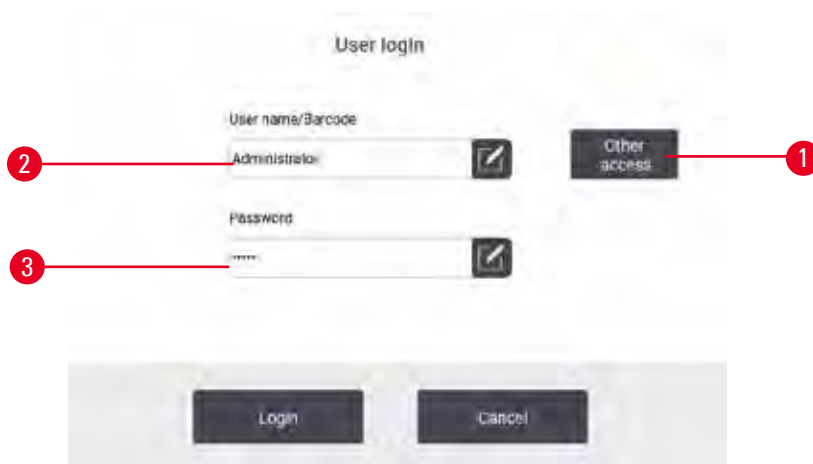 User login
User name/Barcode
Administrator
Other
access
1
2
Password
•••••
3
Login
Cancel